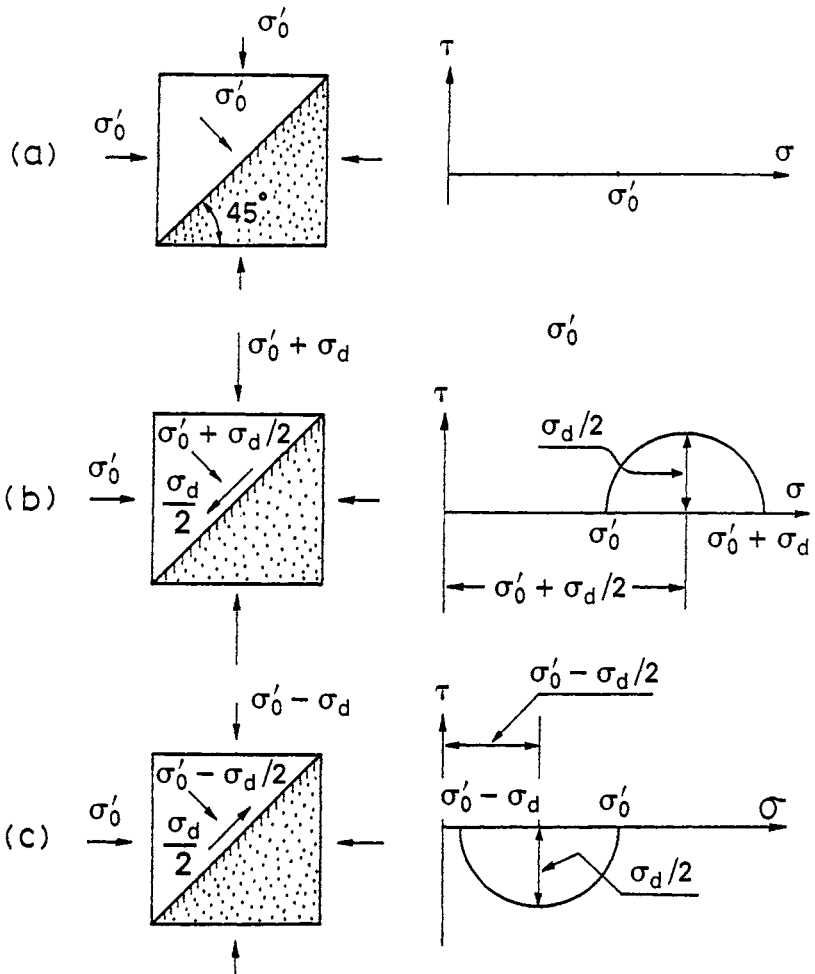 σ′₀
τ
σ′₀
σ′₀
(a)
σ
45°
σ′₀
σ′₀ + σd
σ′₀
τ
σ′₀ + σd/2
σd/2
σ′₀
(b)
σd/2
σ
σ′₀
σ′₀ + σd
σ′₀ + σd/2
σ′₀ − σd
τ
σ′₀ − σd/2
σ′₀ − σd/2
σ′₀
σ′₀ − σd
σ′₀
σ
(c)
σd/2
σd/2